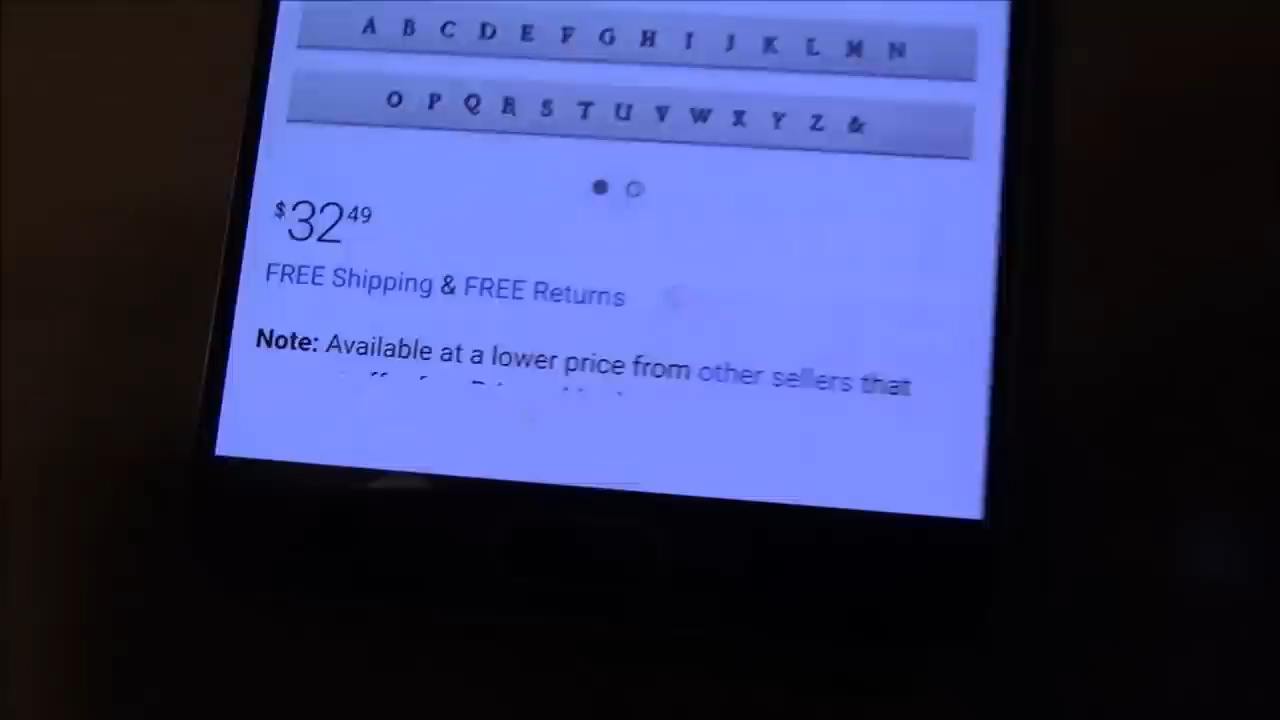 A B C D E F G H I J K L M N
O P Q R S T U V W X Y Z &
$32 49
FREE Shipping & FREE Returns
Note: Available at a lower price from other sellers that